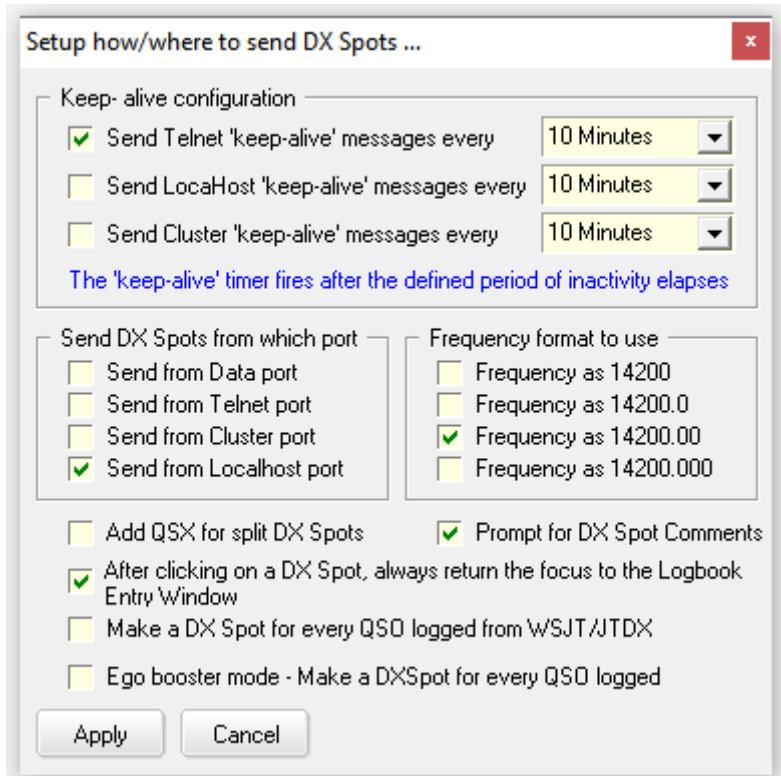 Setup how/where to send DX Spots ...
x
Keep- alive configuration
Send Telnet 'keep-alive' messages every 10 Minutes
Send LocaHost 'keep-alive' messages every 10 Minutes
Send Cluster 'keep-alive' messages every 10 Minutes
The 'keep-alive' timer fires after the defined period of inactivity elapses
Send DX Spots from which port
Send from Data port
Send from Telnet port
Send from Cluster port
Send from Localhost port
Frequency format to use
Frequency as 14200
Frequency as 14200.0
Frequency as 14200.00
Frequency as 14200.000
Add QSX for split DX Spots
Prompt for DX Spot Comments
After clicking on a DX Spot, always return the focus to the Logbook
Entry Window
Make a DX Spot for every QSO logged from WSJT/JTDX
Ego booster mode - Make a DXSpot for every QSO logged
Apply
Cancel